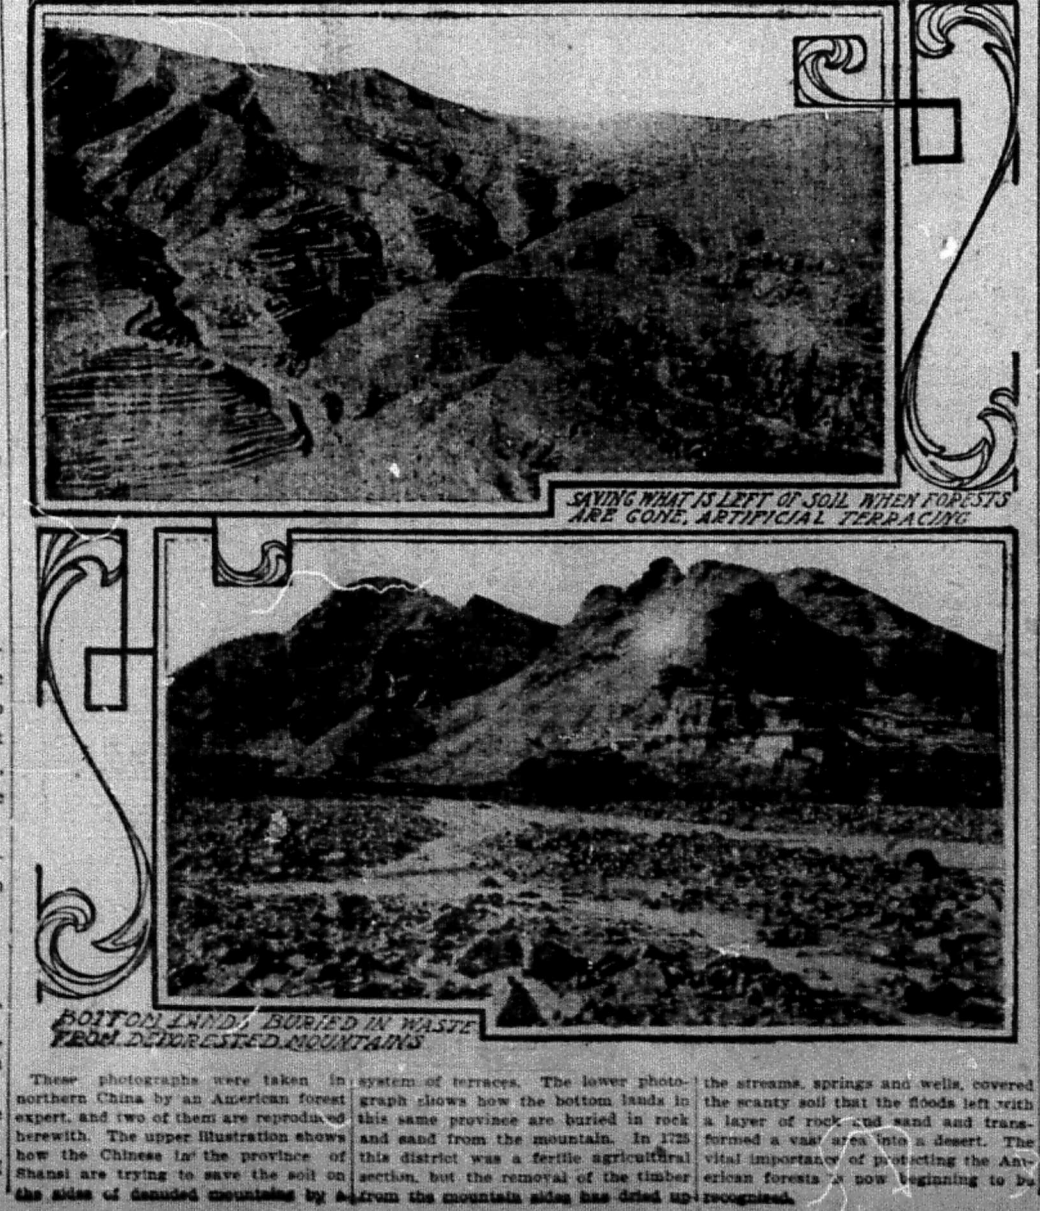 SAVING WHAT IS LEFT OF SOIL WHEN FORESTS
ARE GONE, ARTIFICIAL TERRACING
BOTTOM LANDS BURIED IN WASTE
FROM DEFORESTED MOUNTAINS
These photographs were taken in
northern China by an American forest
expert, and two of them are reproduced
herewith. The upper illustration shows
how the Chinese in the province of
Shansi are trying to save the soil on
the sides of denuded mountains by a
system of terraces. The lower photo-
graph shows how the bottom lands in
this same province are buried in rock
and sand from the mountain. In 1725
this district was a fertile agricultural
section, but the removal of the timber
from the mountain sides has dried up
the streams, springs and wells, covered
the scanty soil that the floods left with
a layer of rock and sand and trans-
formed a vast area into a desert. The
vital importance of protecting the Am-
erican forests is now beginning to be
recognized.